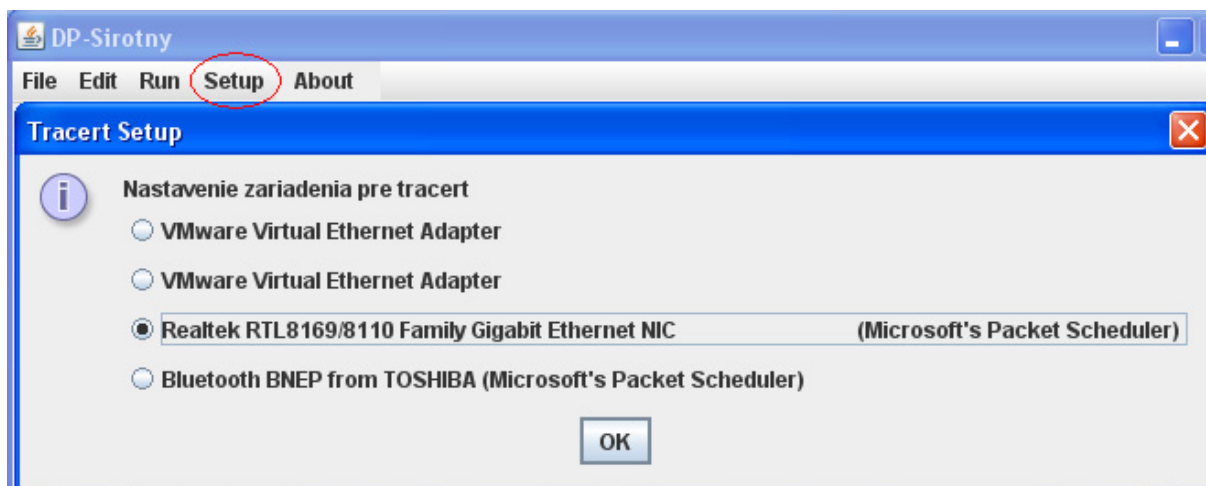 DP-Sirotny
File Edit Run Setup About
Tracert Setup
Nastavenie zariadenia pre tracert
VMware Virtual Ethernet Adapter
VMware Virtual Ethernet Adapter
Realtek RTL8169/8110 Family Gigabit Ethernet NIC (Microsoft's Packet Scheduler)
Bluetooth BNEP from TOSHIBA (Microsoft's Packet Scheduler)
OK